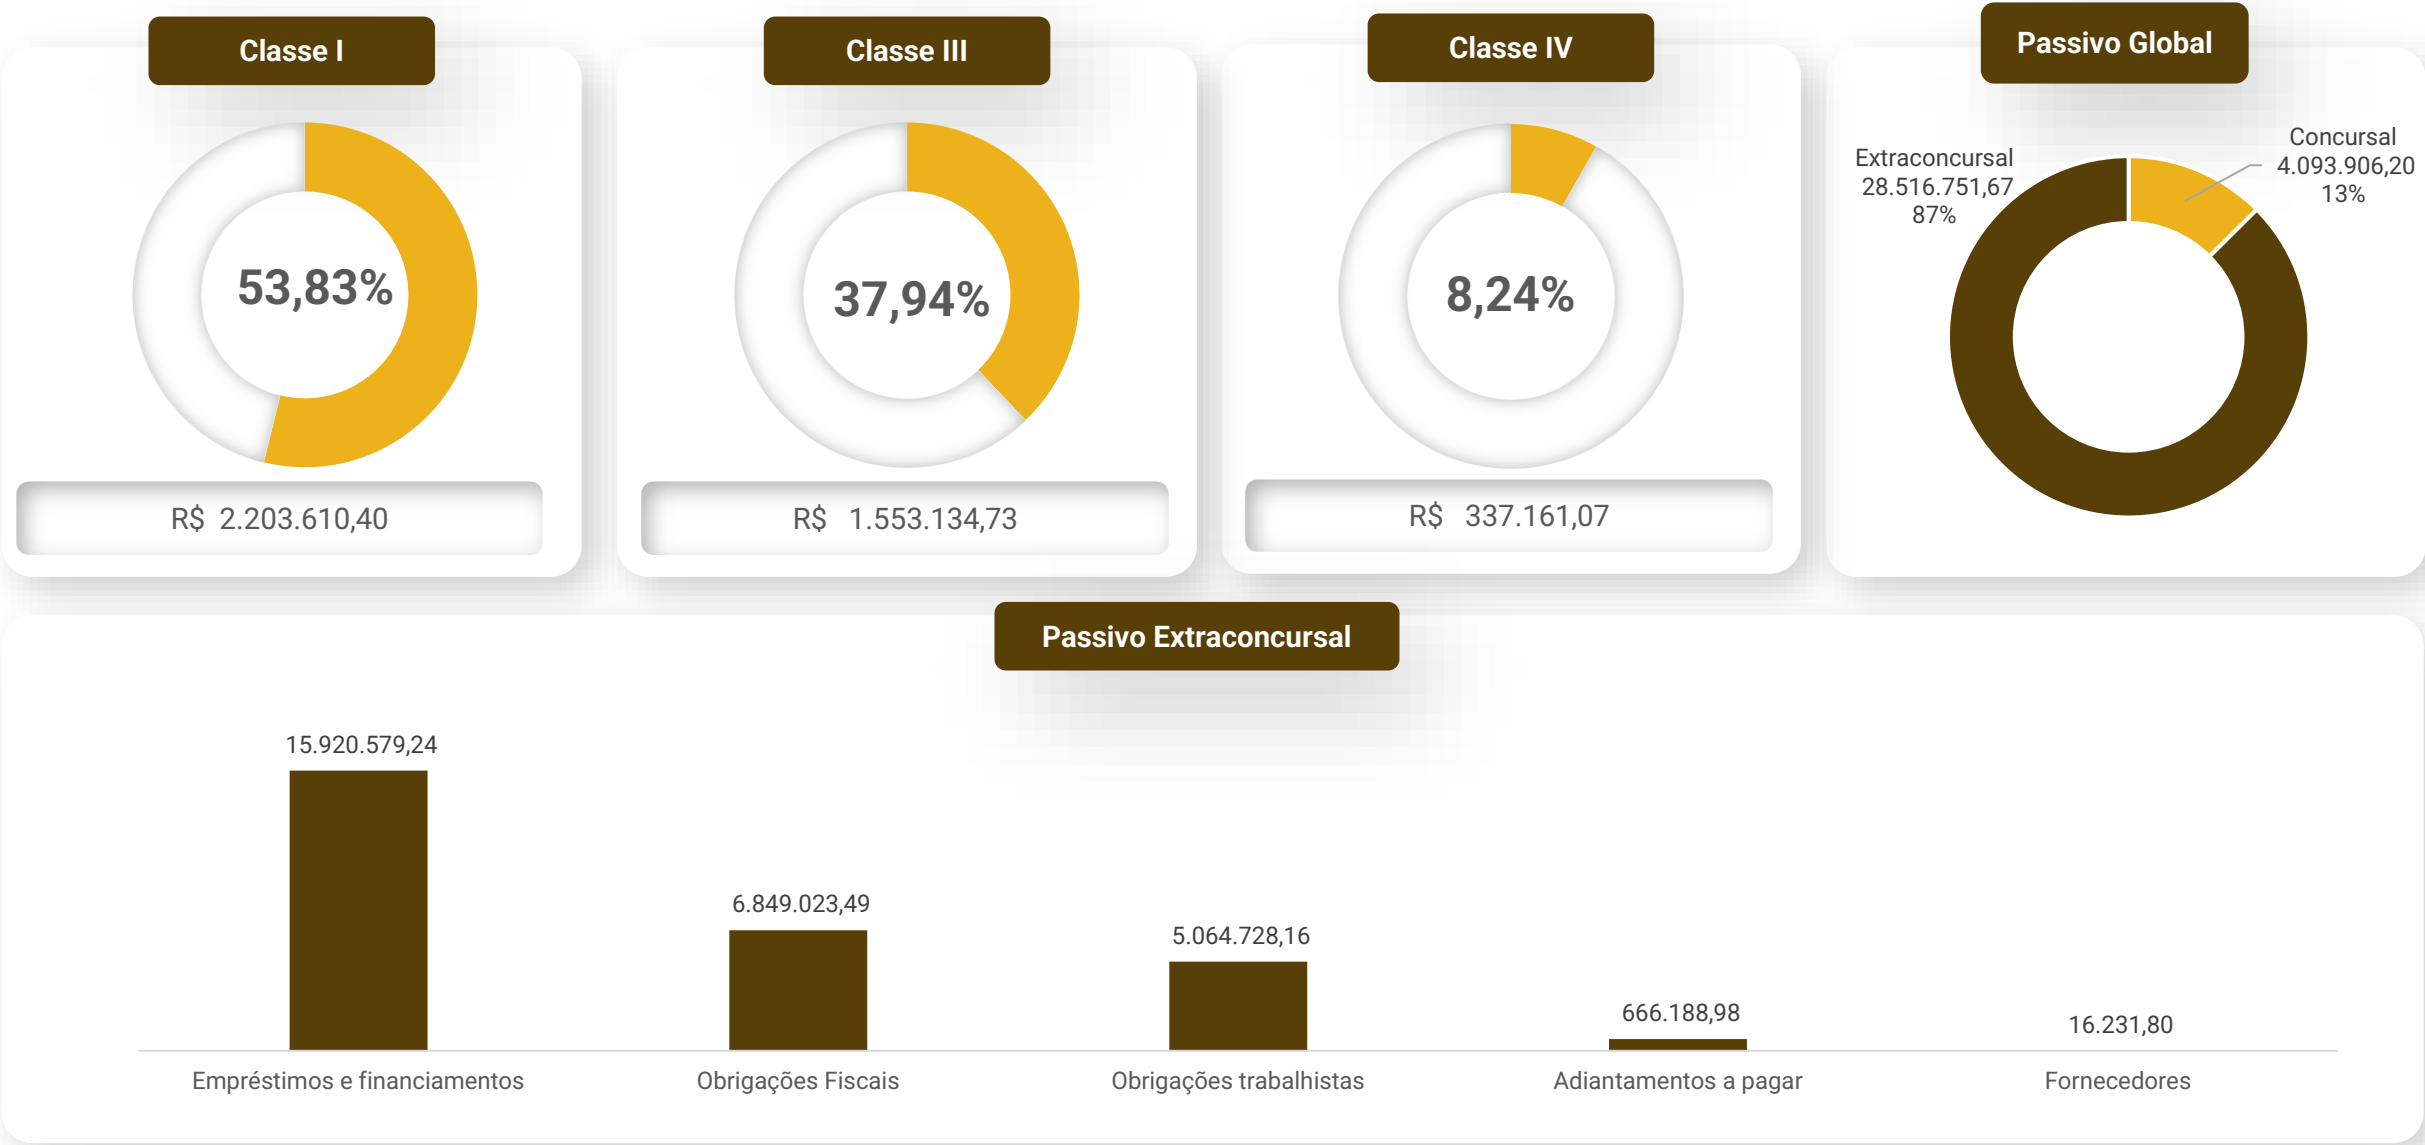 Classe I
53,83%
R$ 2.203.610,40
Classe III
37,94%
R$ 1.553.134,73
Classe IV
8,24%
R$ 337.161,07
Passivo Global
Extraconcursal
28.516.751,67
87%
Concursal
4.093.906,20
13%
Passivo Extraconcursal
15.920.579,24
6.849.023,49
5.064.728,16
666.188,98
16.231,80
Empréstimos e financiamentos
Obrigações Fiscais
Obrigações trabalhistas
Adiantamentos a pagar
Fornecedores